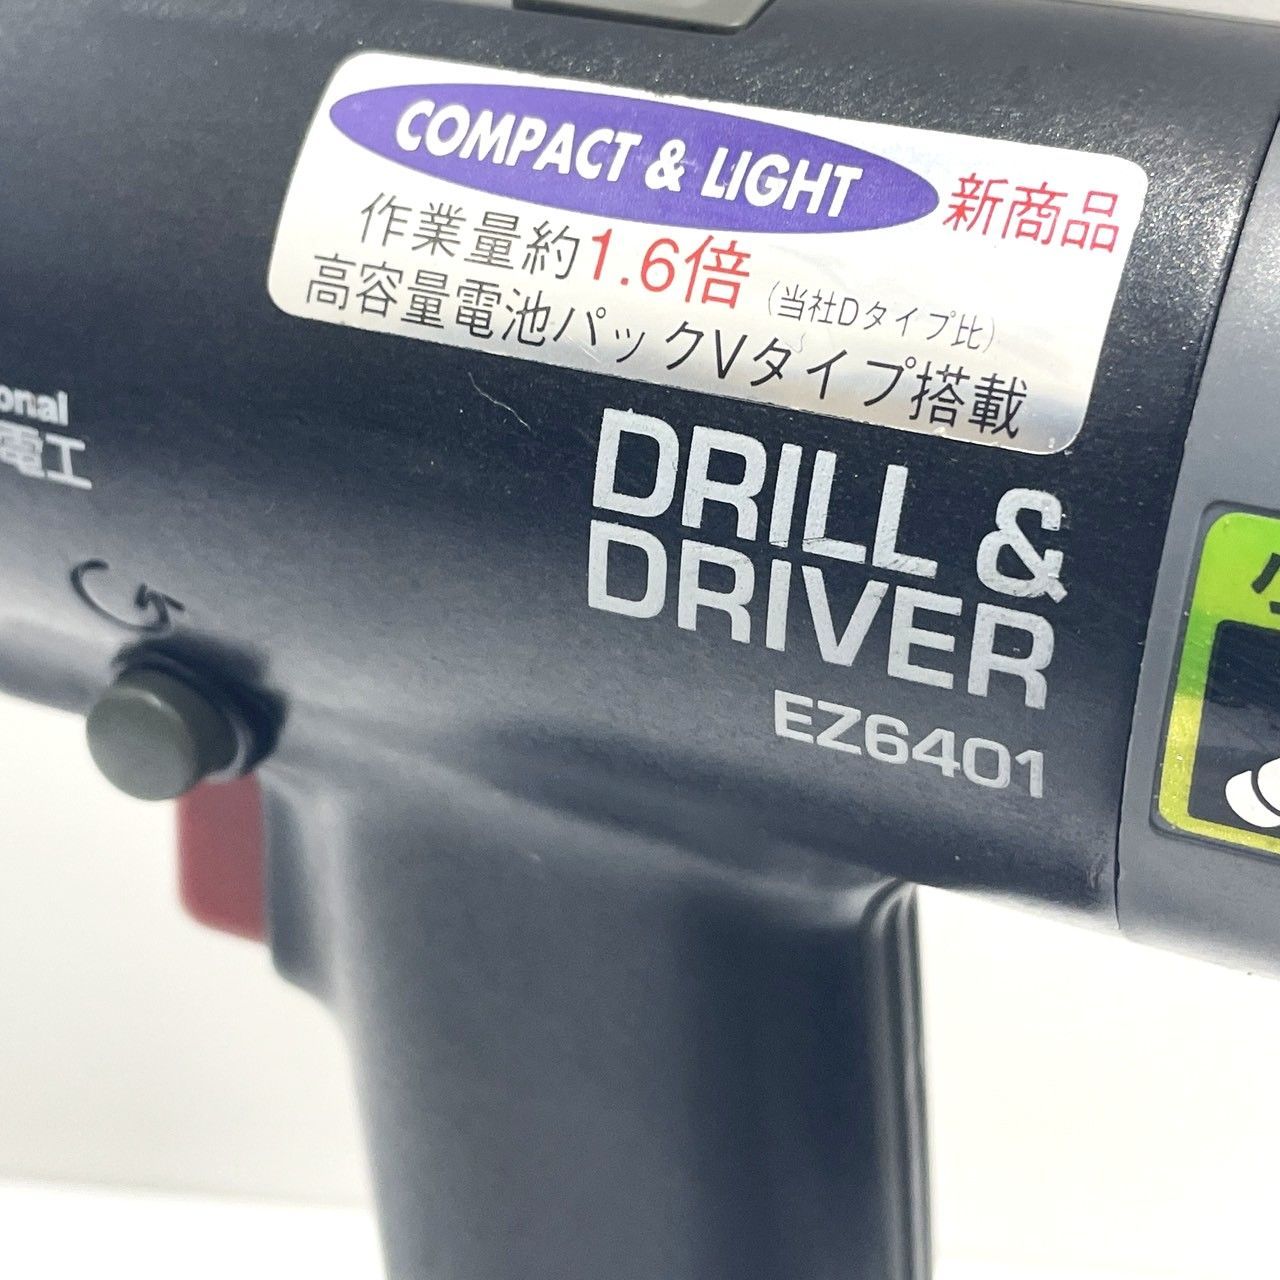 COMPACT & LIGHT
新商品
作業量約1.6倍(当社Dタイプ比)
高容量電池パックVタイプ搭載
onal
電工
DRILL &
DRIVER
EZ6401